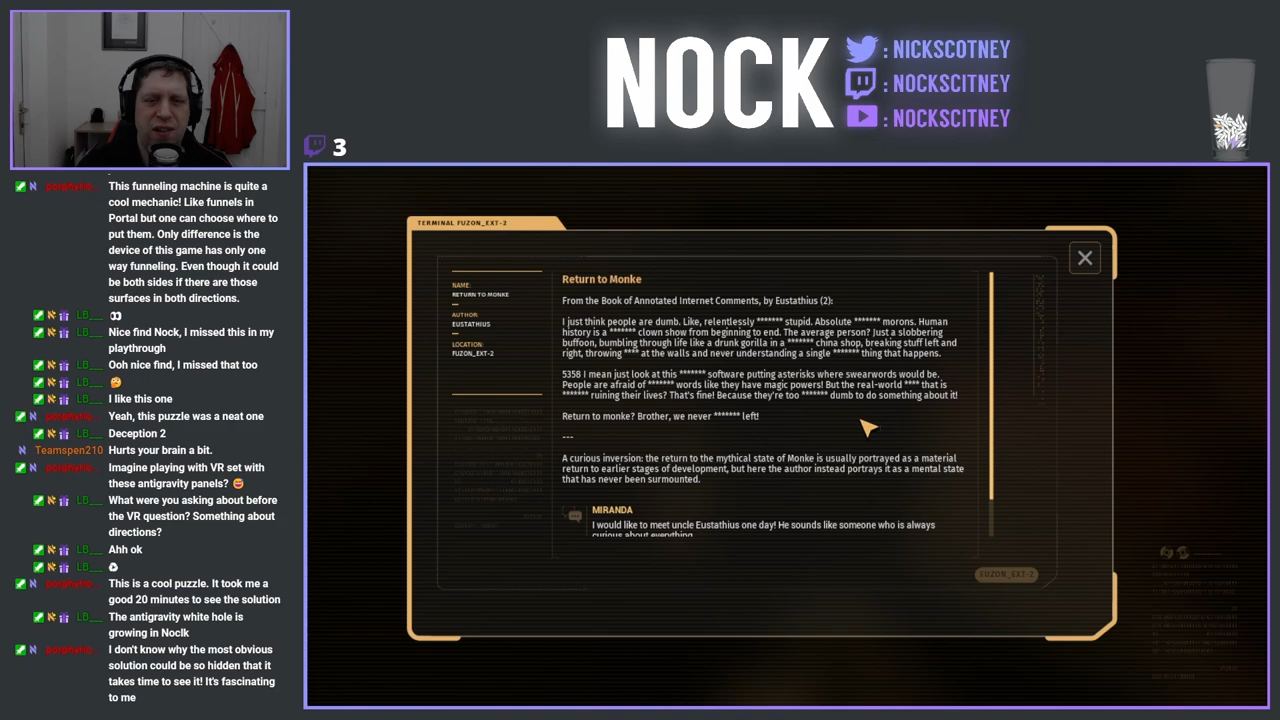 NOCK
: NICKSCOTNEY
: NOCKSCITNEY
: NOCKSCITNEY
3
This funneling machine is quite a
cool mechanic! Like funnels in
Portal but one can choose where to
put them. Only difference is the
device of this game has only one
way funneling. Even though it could
be both sides if there are those
surfaces in both directions.
LB___
Nice find Nock, I missed this in my
playthrough
LB___ Ooh nice find, I missed that too
LB___
LB___ I like this one
Yeah, this puzzle was a neat one
LB___ Deception 2
Teamspen210 Hurts your brain a bit.
Imagine playing with VR set with
these antigravity panels?
LB___ What were you asking about before
the VR question? Something about
directions?
LB___ Ahh ok
LB___
This is a cool puzzle. It took me a
good 20 minutes to see the solution
LB___ The antigravity white hole is
growing in Noclk
I don't know why the most obvious
solution could be so hidden that it
takes time to see it! It's fascinating
to me
TERMINAL FUZON_EXT-2
NAME:
RETURN TO MONKE
AUTHOR:
EUSTATHIUS
LOCATION:
FUZON_EXT-2
Return to Monke
From the Book of Annotated Internet Comments, by Eustathius (2):
I just think people are dumb. Like, relentlessly ******* stupid. Absolute ******* morons. Human
history is a ******* clown show from beginning to end. The average person? Just a slobbering
buffoon, bumbling through life like a drunk gorilla in a ******* china shop, breaking stuff left and
right, throwing **** at the walls and never understanding a single ******* thing that happens.
5358 I mean just look at this ******* software putting asterisks where swearwords would be.
People are afraid of ******* words like they have magic powers! But the real-world **** that is
******* ruining their lives? That's fine! Because they're too ******* dumb to do something about it!
Return to monke? Brother, we never ******* left!
---
A curious inversion: the return to the mythical state of Monke is usually portrayed as a material
return to earlier stages of development, but here the author instead portrays it as a mental state
that has never been surmounted.
MIRANDA
I would like to meet uncle Eustathius one day! He sounds like someone who is always
curious about everything
FUZON_EXT-2